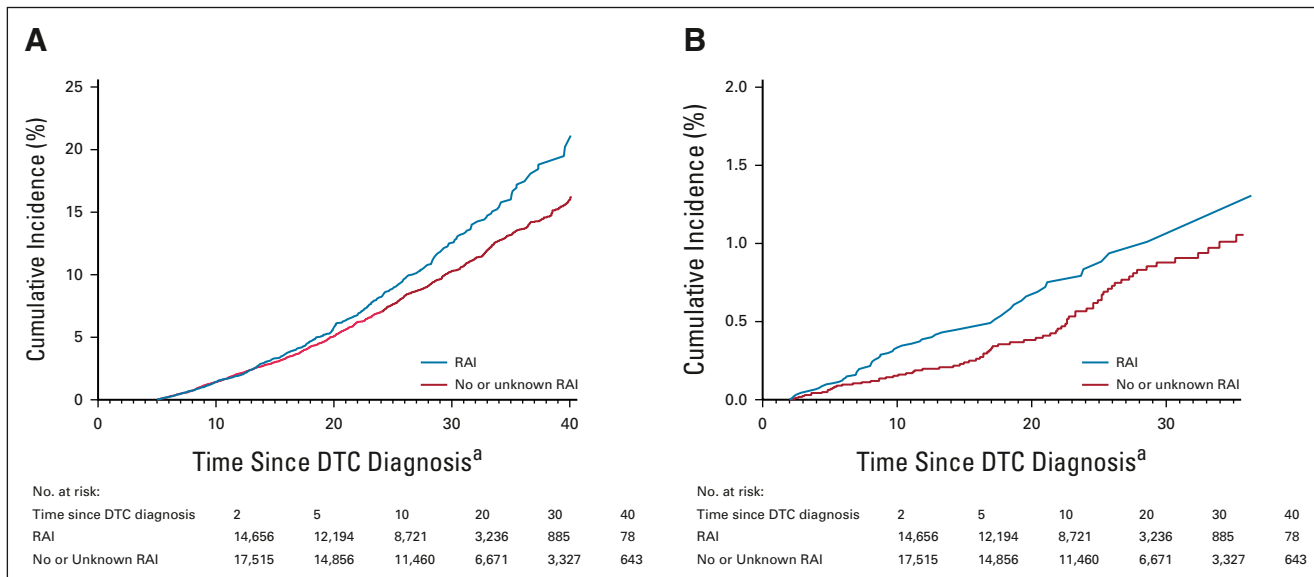 A
Cumulative Incidence (%)
25
20
15
10
5
0
0 10 20 30 40
RAI
No or unknown RAI
Time Since DTC Diagnosisa
No. at risk:
Time since DTC diagnosis 2 5 10 20 30 40
RAI 14,656 12,194 8,721 3,236 885 78
No or Unknown RAI 17,515 14,856 11,460 6,671 3,327 643
B
Cumulative Incidence (%)
2.0
1.5
1.0
0.5
0.0
0 10 20 30
RAI
No or unknown RAI
Time Since DTC Diagnosisa
No. at risk:
Time since DTC diagnosis 2 5 10 20 30 40
RAI 14,656 12,194 8,721 3,236 885 78
No or Unknown RAI 17,515 14,856 11,460 6,671 3,327 643